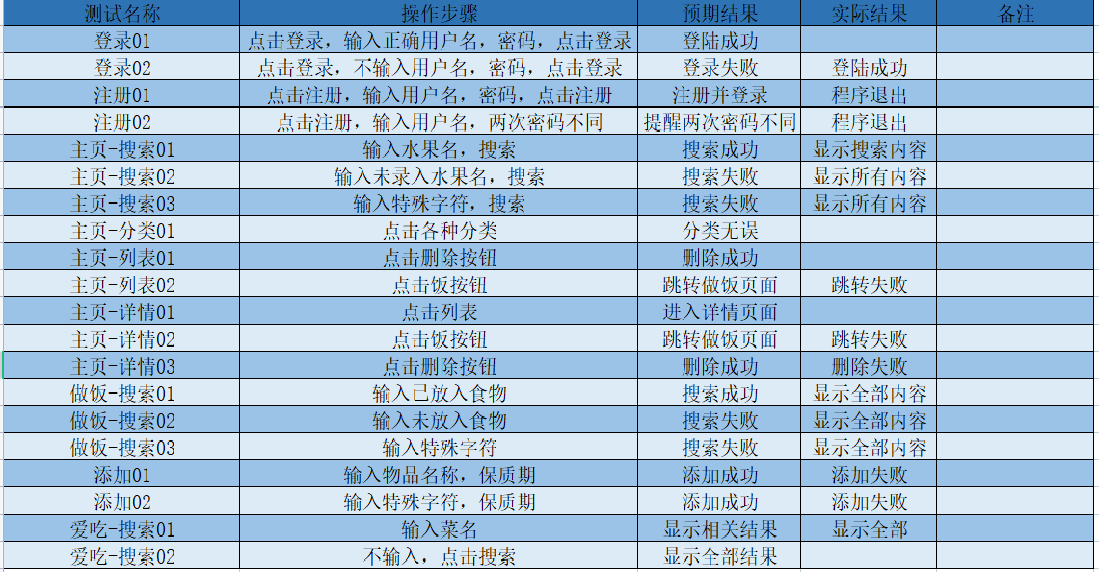 测试名称 操作步骤 预期结果 实际结果 备注
登录01 点击登录，输入正确用户名，密码，点击登录 登陆成功
登录02 点击登录，不输入用户名，密码，点击登录 登录失败 登陆成功
注册01 点击注册，输入用户名，密码，点击注册 注册并登录 程序退出
注册02 点击注册，输入用户名，两次密码不同 提醒两次密码不同 程序退出
主页-搜索01 输入水果名，搜索 搜索成功 显示搜索内容
主页-搜索02 输入未录入水果名，搜索 搜索失败 显示所有内容
主页-搜索03 输入特殊字符，搜索 搜索失败 显示所有内容
主页-分类01 点击各种分类 分类无误
主页-列表01 点击删除按钮 删除成功
主页-列表02 点击饭按钮 跳转做饭页面 跳转失败
主页-详情01 点击列表 进入详情页面
主页-详情02 点击饭按钮 跳转做饭页面 跳转失败
主页-详情03 点击删除按钮 删除成功 删除失败
做饭-搜索01 输入已放入食物 搜索成功 显示全部内容
做饭-搜索02 输入未放入食物 搜索失败 显示全部内容
做饭-搜索03 输入特殊字符 搜索失败 显示全部内容
添加01 输入物品名称，保质期 添加成功 添加失败
添加02 输入特殊字符，保质期 添加成功 添加失败
爱吃-搜索01 输入菜名 显示相关结果 显示全部
爱吃-搜索02 不输入，点击搜索 显示全部结果